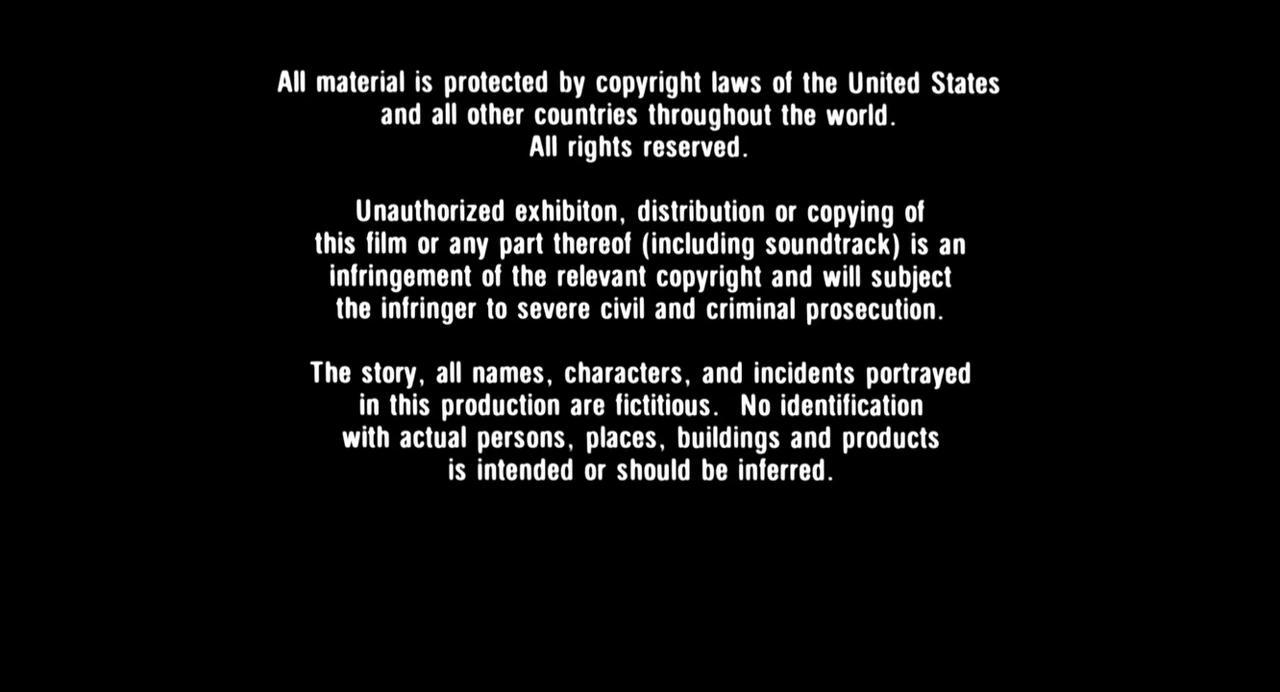 All material is protected by copyright laws of the United States
and all other countries throughout the world.
All rights reserved.
Unauthorized exhibiton, distribution or copying of
this film or any part thereof (including soundtrack) is an
infringement of the relevant copyright and will subject
the infringer to severe civil and criminal prosecution.
The story, all names, characters, and incidents portrayed
in this production are fictitious.  No identification
with actual persons, places, buildings and products
is intended or should be inferred.